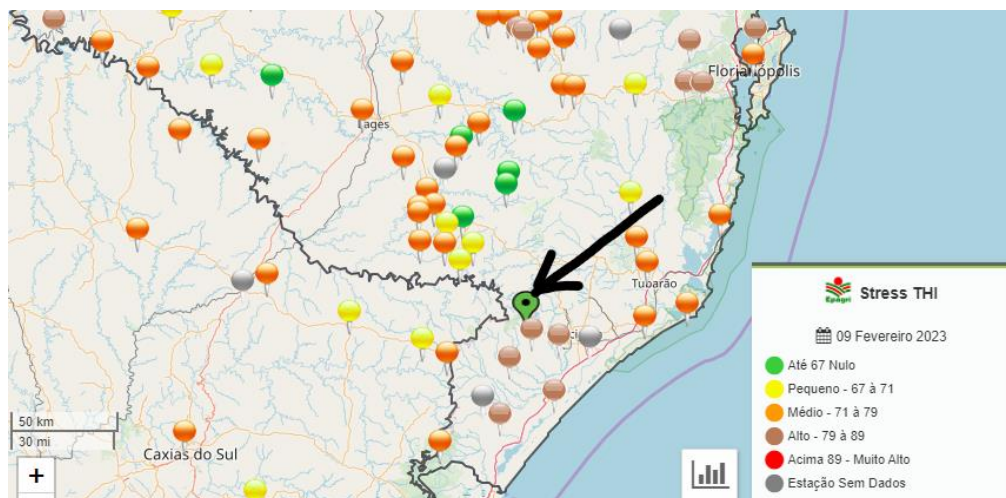 Florianópolis
Lages
Tubarão
Caxias do Sul
50 km
30 mi
+
Epagri
Stress THI
09 Fevereiro 2023
Até 67 Nulo
Pequeno - 67 à 71
Médio - 71 à 79
Alto - 79 à 89
Acima 89 - Muito Alto
Estação Sem Dados